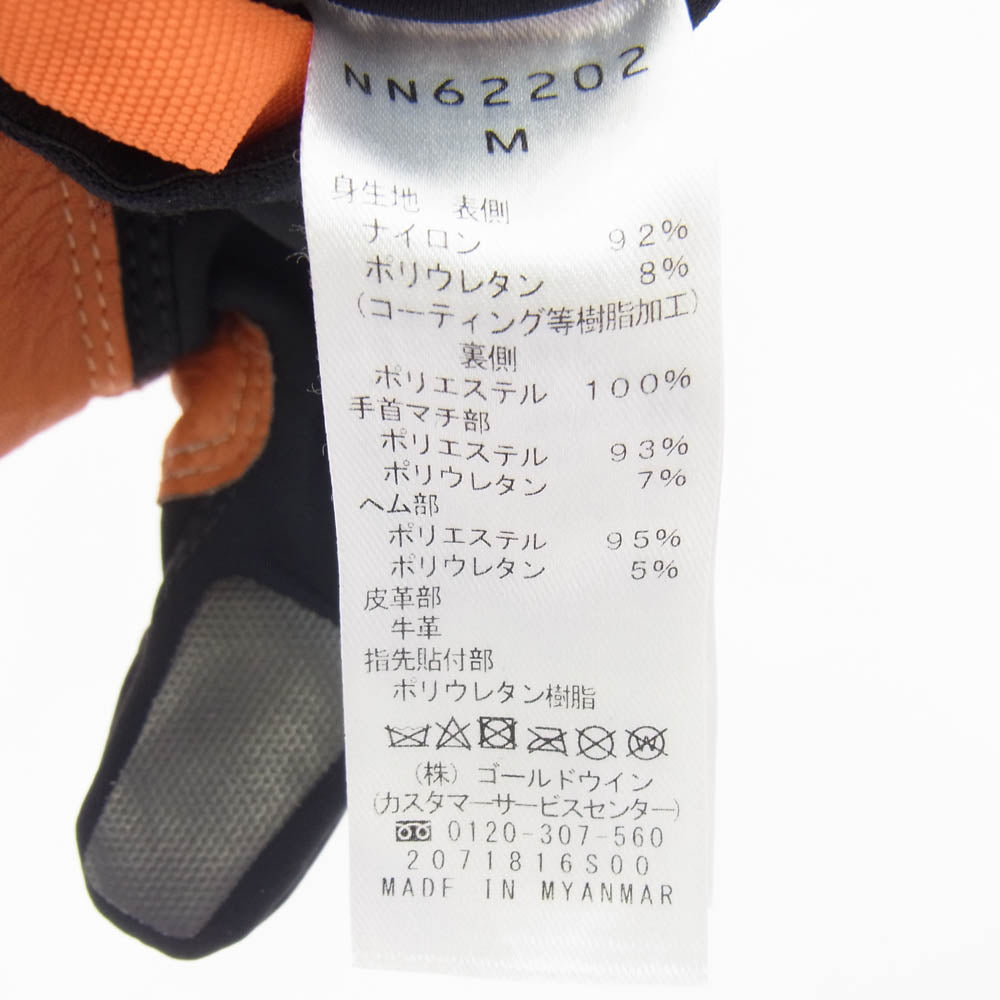 NN62202
M
身生地 表側
ナイロン 92%
ポリウレタン 8%
(コーティング等樹脂加工)
裏側
ポリエステル 100%
手首マチ部
ポリエステル 93%
ポリウレタン 7%
ヘム部
ポリエステル 95%
ポリウレタン 5%
皮革部
牛革
指先貼付部
ポリウレタン樹脂
(株) ゴールドウイン
(カスタマーサービスセンター)
0120-307-560
2071816S00
MADE IN MYANMAR